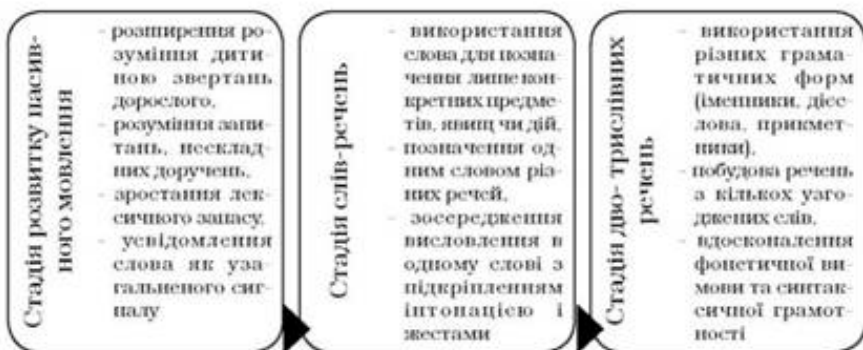 Стадія розвитку пасив-
ного мовлення
- розширення ро-
зуміння дити-
ною звертань
дорослого,
- розуміння запи-
тань, несклад-
них доручень,
- зростання лек-
сичного запасу,
- усвідомлення
слова як уза-
гальненого сиг-
налу
Стадія слів-речень
- використання
слова для позна-
чення лише кон-
кретних предме-
тів, явищ чи дій,
- позначення од-
ним словом різ-
них речей,
- зосередження
висловлення в
одному слові з
підкріпленням
інтонацією і
жестами
Стадія дво- трислівних
речень
- використання
різних грама-
тичних форм
(іменники, дієс-
лова, прикмет-
ники),
- побудова речень
з кількох узго-
джених слів,
- вдосконалення
фонетичної ви-
мови та синтак-
сичної грамот-
ності